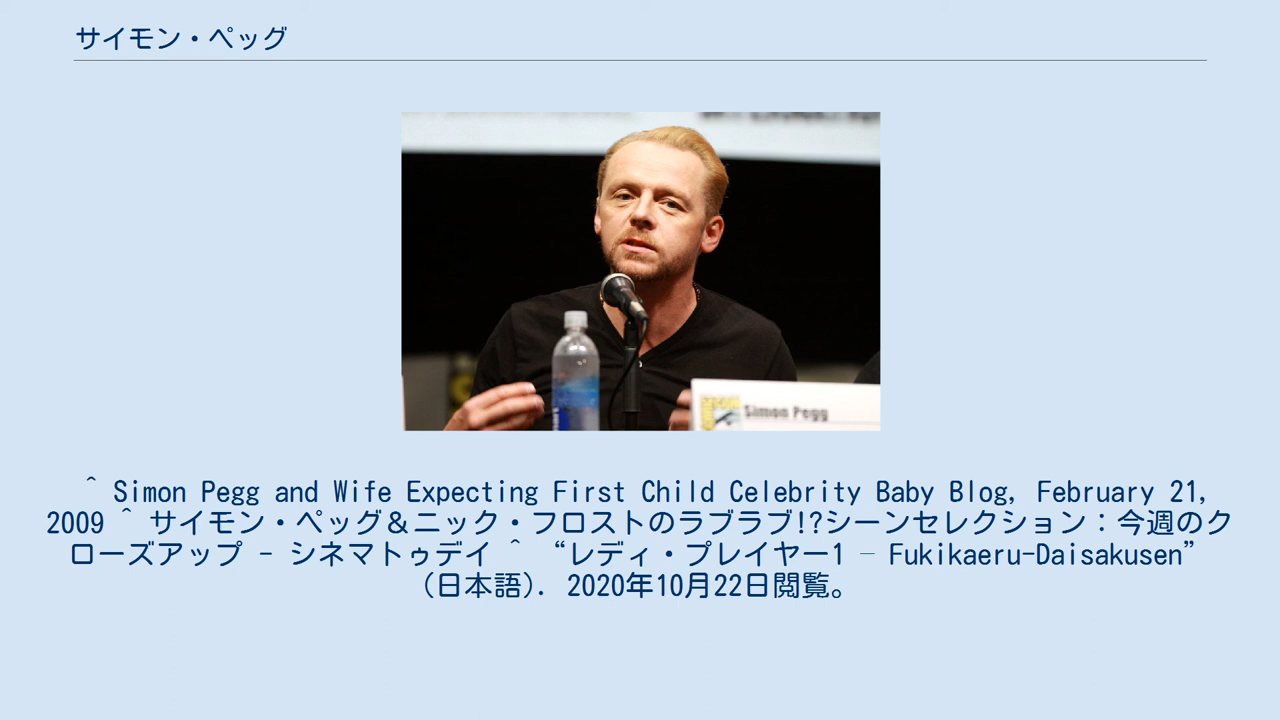 サイモン・ペッグ
Simon Pegg
^ Simon Pegg and Wife Expecting First Child Celebrity Baby Blog, February 21,
2009 ^ サイモン・ペッグ＆ニック・フロストのラブラブ!?シーンセレクション：今週のク
ローズアップ - シネマトゥデイ ^ “レディ・プレイヤー1 – Fukikaeru-Daisakusen”
(日本語). 2020年10月22日閲覧。